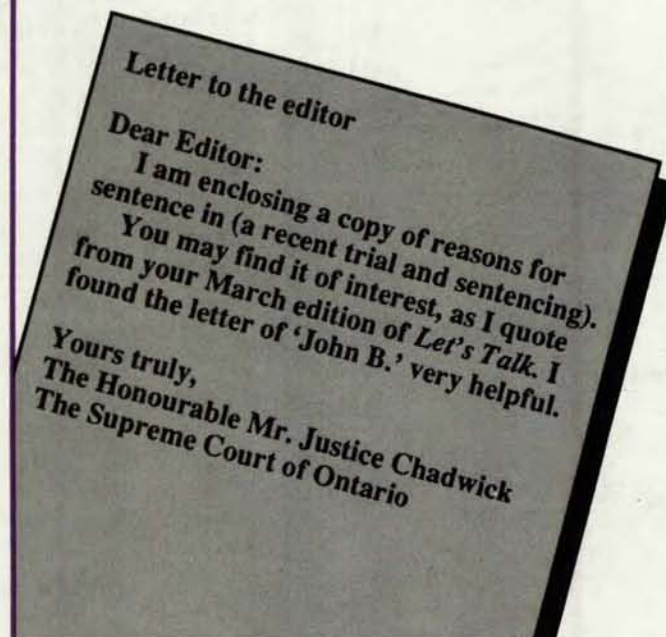 Letter to the editor
Dear Editor:
I am enclosing a copy of reasons for
sentence in (a recent trial and sentencing).
You may find it of interest, as I quote
from your March edition of Let's Talk. I
found the letter of 'John B.' very helpful.
Yours truly,
The Honourable Mr. Justice Chadwick
The Supreme Court of Ontario